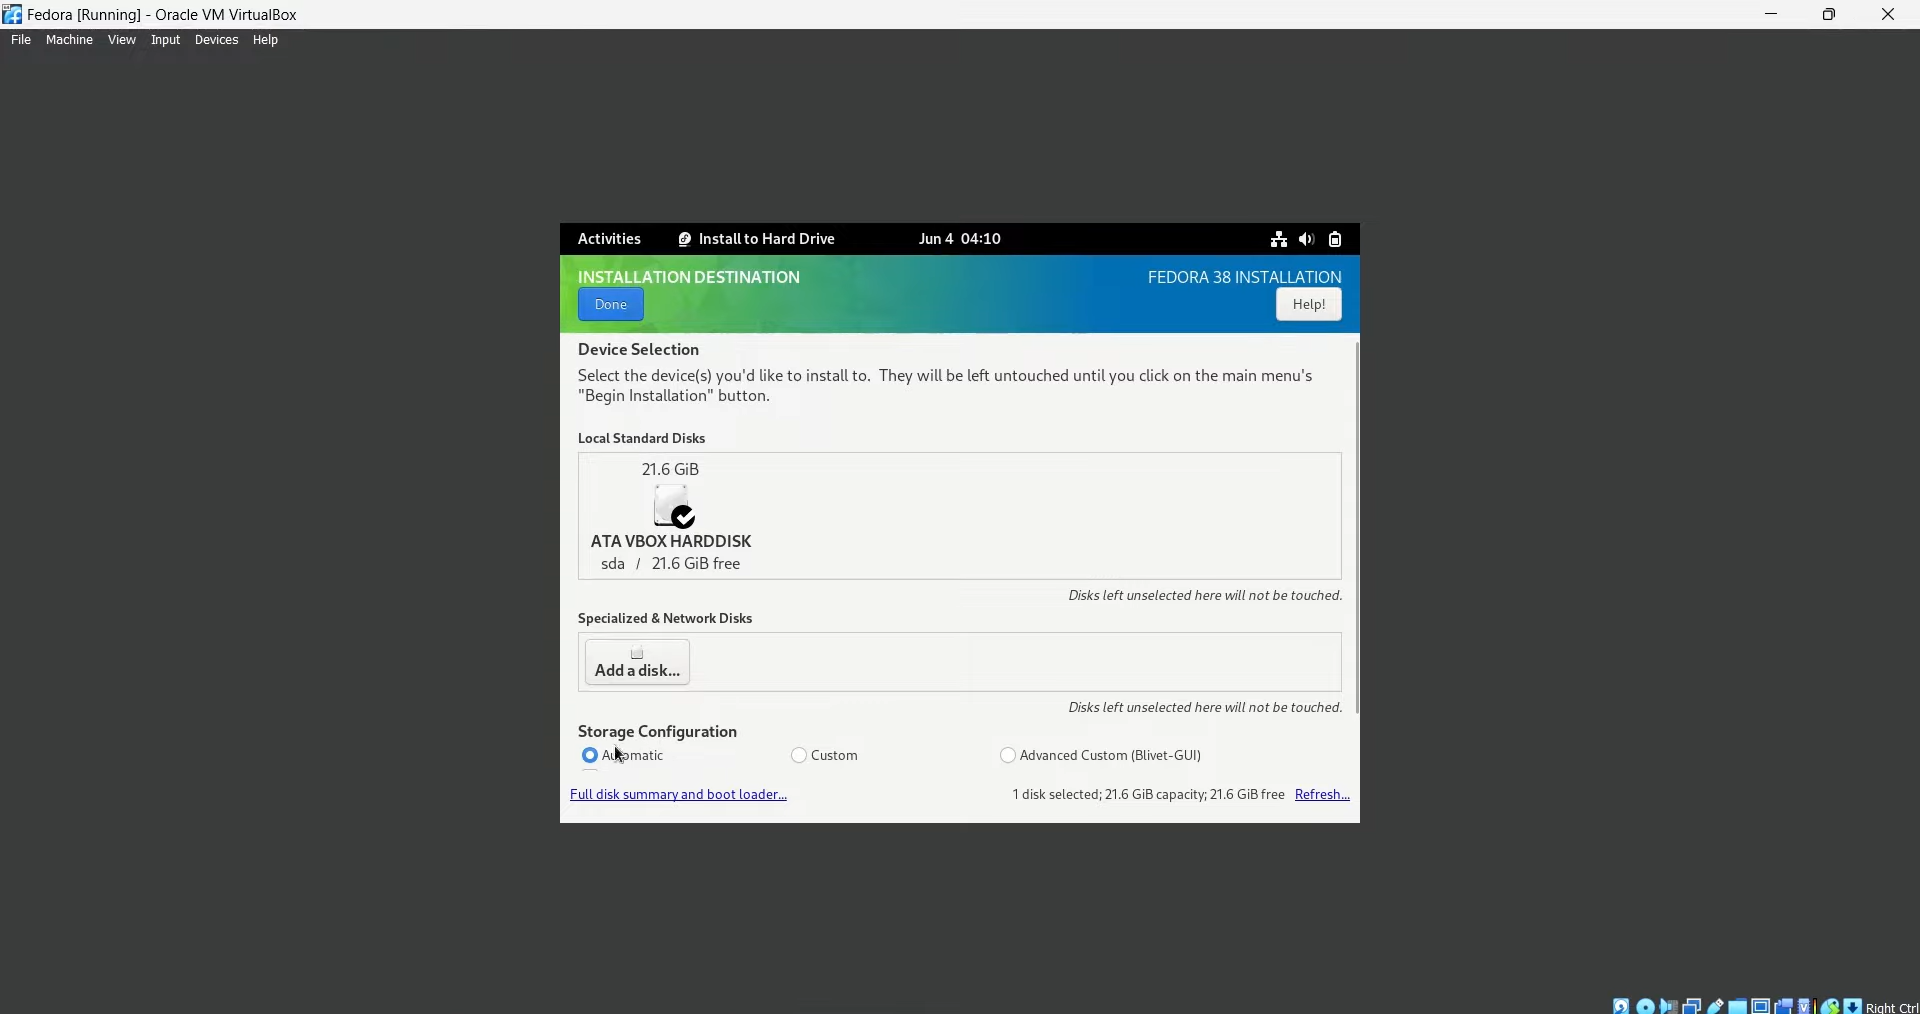 Fedora [Running] - Oracle VM VirtualBox
File Machine View Input Devices Help
Activities Install to Hard Drive Jun 4 04:10
INSTALLATION DESTINATION FEDORA 38 INSTALLATION
Done Help!
Device Selection
Select the device(s) you'd like to install to. They will be left untouched until you click on the main menu's
"Begin Installation" button.
Local Standard Disks
21.6 GiB
ATA VBOX HARDDISK
sda / 21.6 GiB free
Disks left unselected here will not be touched.
Specialized & Network Disks
Add a disk...
Disks left unselected here will not be touched.
Storage Configuration
Automatic Custom Advanced Custom (Blivet-GUI)
Full disk summary and boot loader... 1 disk selected; 21.6 GiB capacity; 21.6 GiB free Refresh...
Right Ctrl